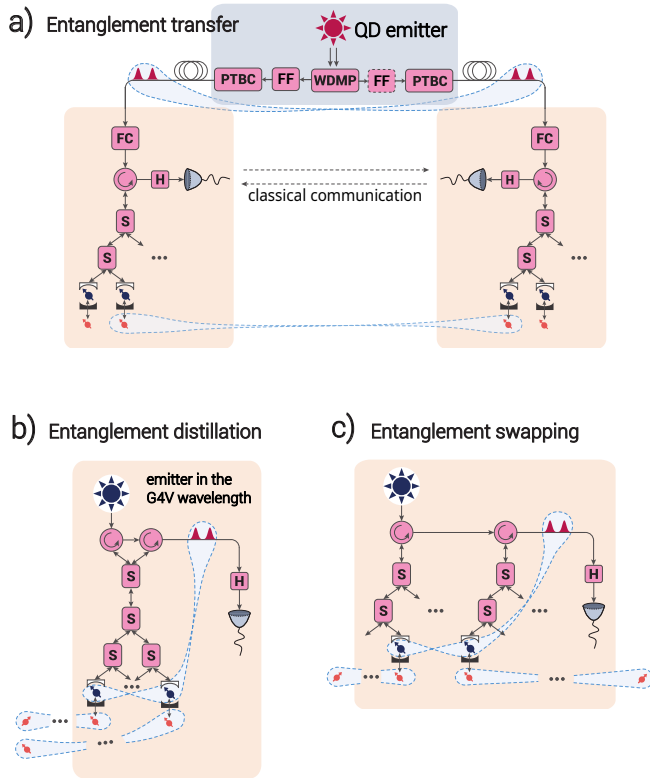 a) Entanglement transfer
QD emitter
PTBC FF WDMP FF PTBC
FC FC
H H
classical communication
S S
S S
b) Entanglement distillation
c) Entanglement swapping
emitter in the
G4V wavelength
S
H
S
S S
S S
H
S S